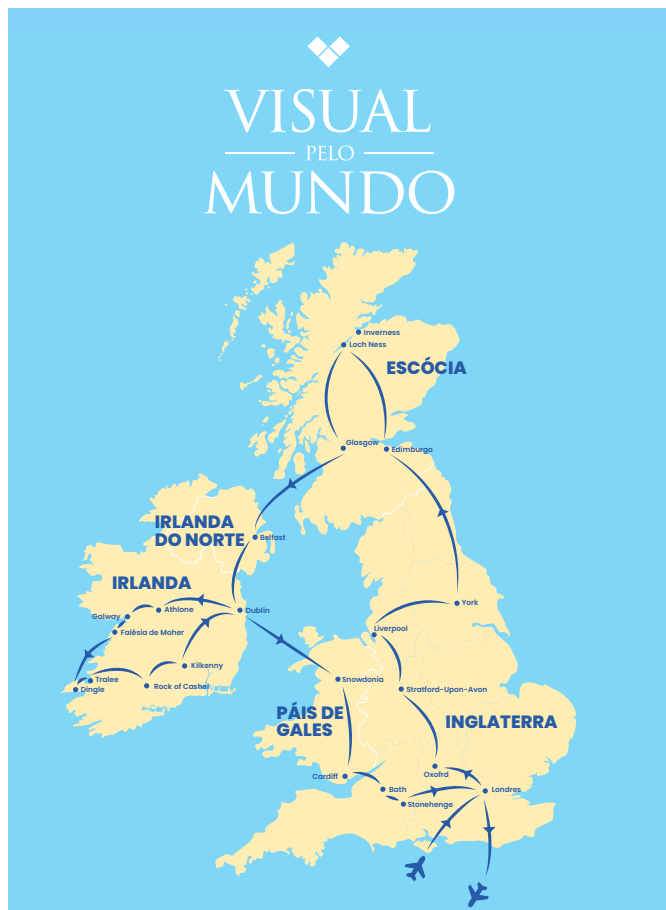 VISUAL
PELO
MUNDO
Inverness
Loch Ness
ESCÓCIA
Glasgow
Edimburgo
IRLANDA
DO NORTE
Belfast
IRLANDA
Galway
Athlone
Dublin
York
Falésia de Moher
Liverpool
Kilkenny
Tralee
Dingle
Rock of Cashel
Snowdonia
Stratford-Upon-Avon
PÁIS DE
GALES
INGLATERRA
Cardiff
Oxofrd
Bath
Londres
Stonehenge